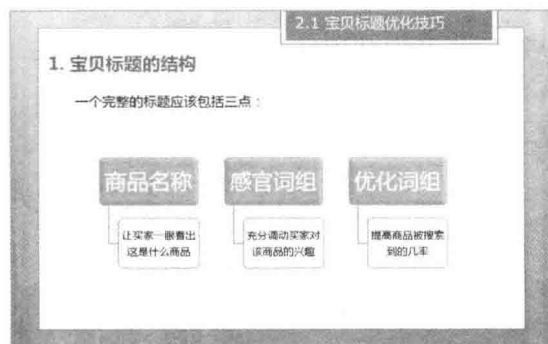 2.1 宝贝标题优化技巧
1. 宝贝标题的结构
一个完整的标题应该包括三点：
商品名称
感官词组
优化词组
让买家一眼看出
这是什么商品
充分调动买家对
该商品的兴趣
提高商品被搜索
到的几率